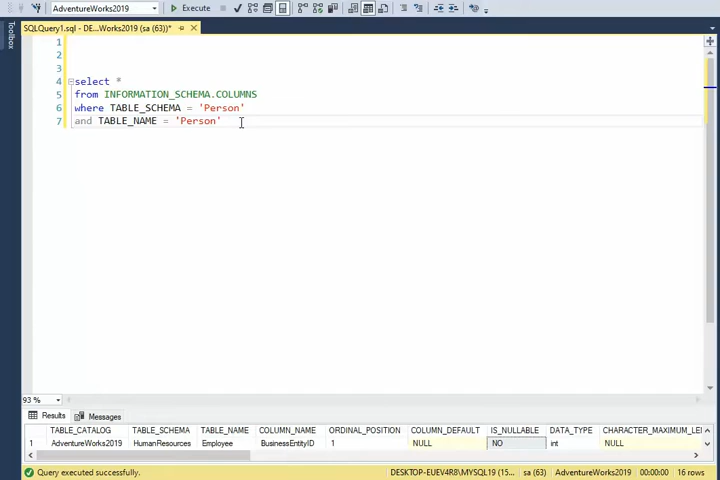 AdventureWorks2019 Execute
SQLQuery1.sql - DE...Works2019 (sa (63))*
Toolbox
1
2
3
4 select *
5 from INFORMATION_SCHEMA.COLUMNS
6 where TABLE_SCHEMA = 'Person'
7 and TABLE_NAME = 'Person'
93 %
Results Messages
TABLE_CATALOG TABLE_SCHEMA TABLE_NAME COLUMN_NAME ORDINAL_POSITION COLUMN_DEFAULT IS_NULLABLE DATA_TYPE CHARACTER_MAXIMUM_LEI
1 AdventureWorks2019 HumanResources Employee BusinessEntityID 1 NULL NO int NULL
Query executed successfully. DESKTOP-EUEV4R8\MYSQL19 (15... sa (63) AdventureWorks2019 00:00:00 16 rows